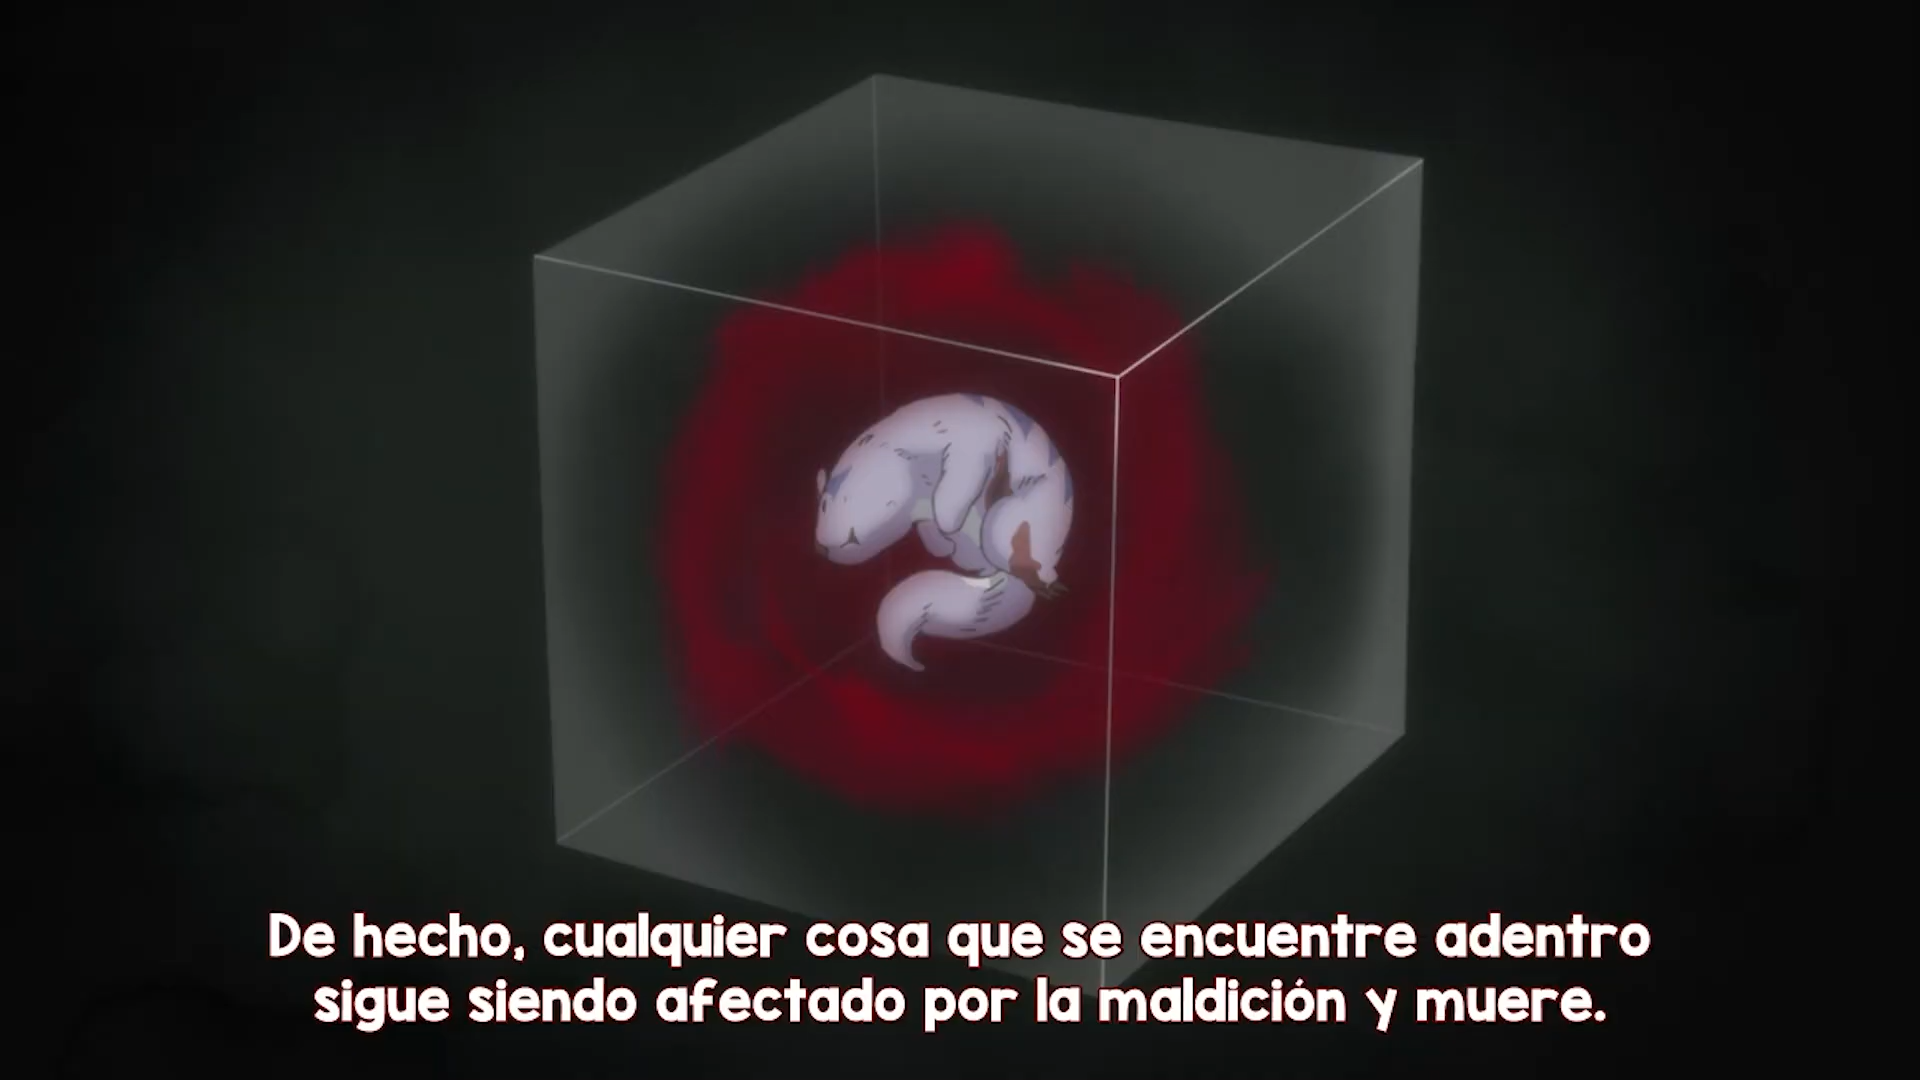 De hecho, cualquier cosa que se encuentre adentro
sigue siendo afectado por la maldición y muere.